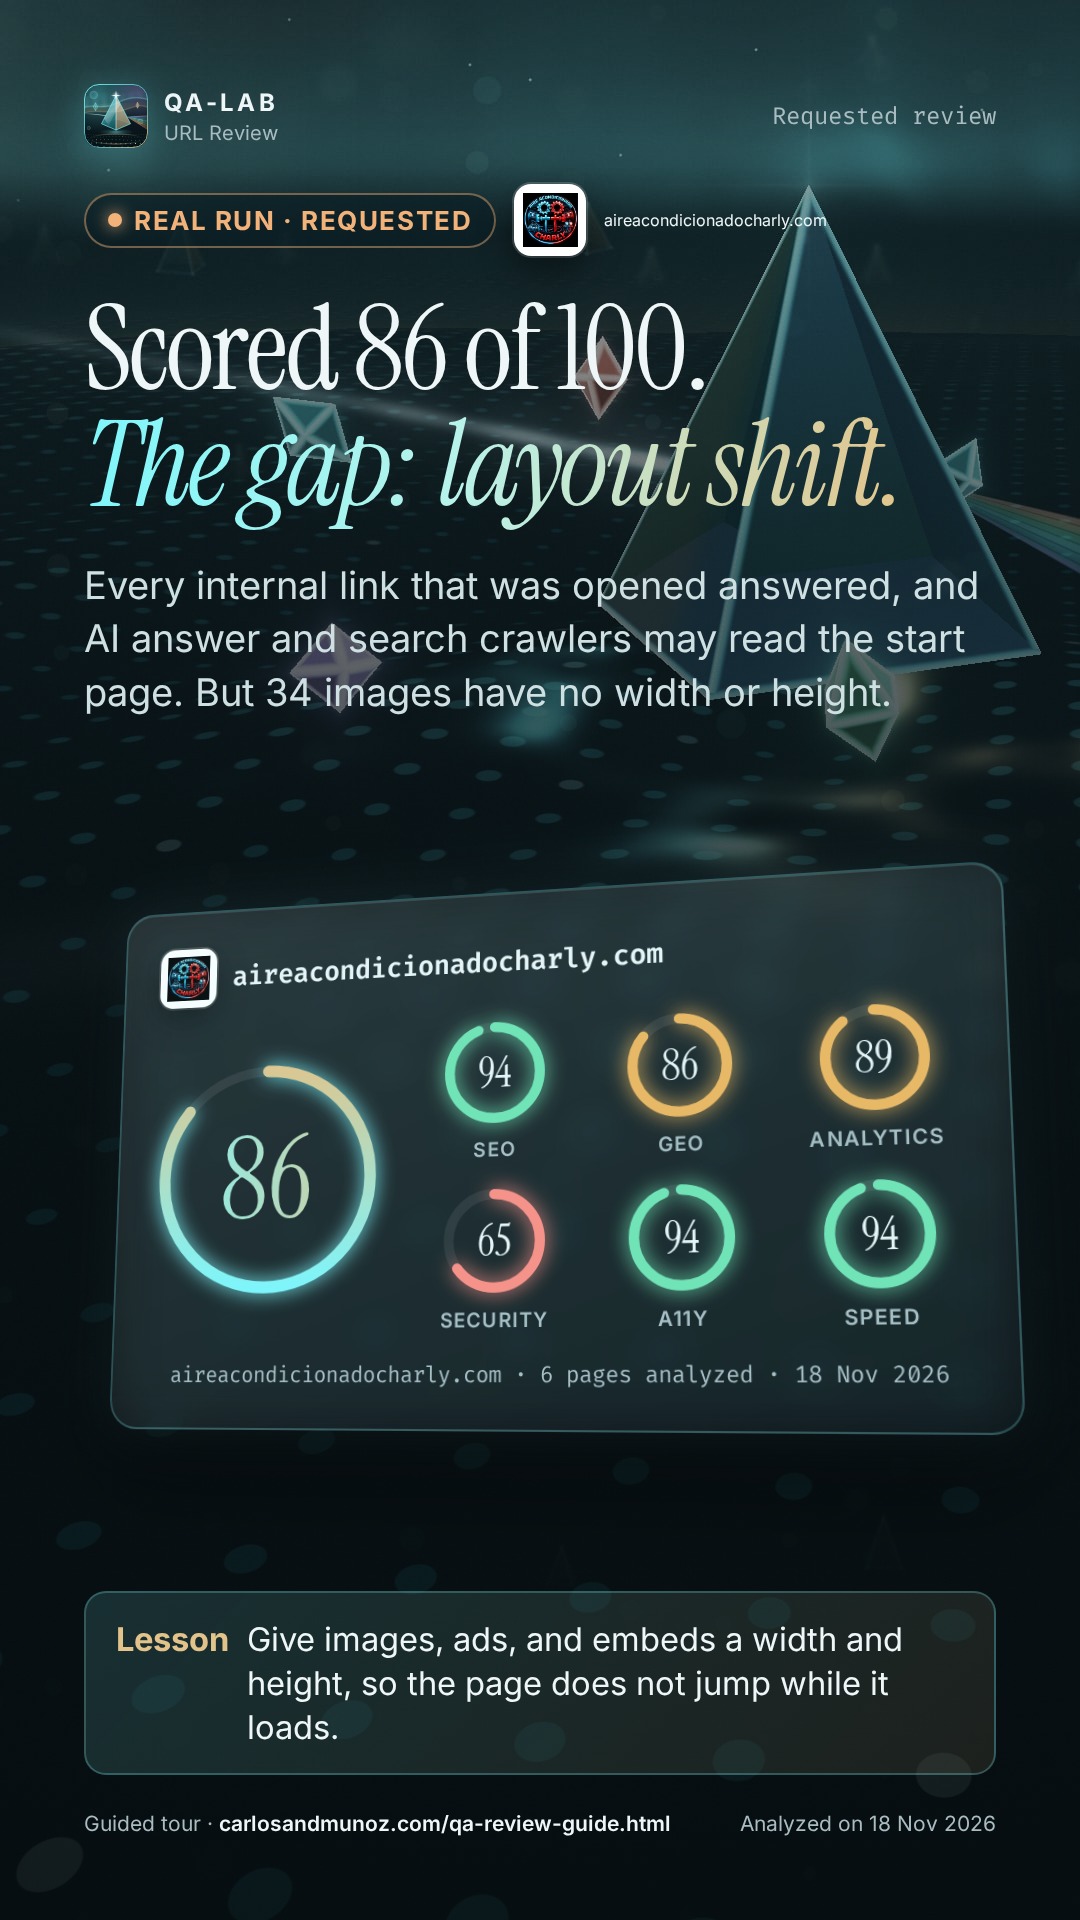 QA-LAB
URL Review
Requested review
REAL RUN · REQUESTED
CHARLY
aireacondicionadocharly.com
Scored 86 of 100.
The gap: layout shift.
Every internal link that was opened answered, and
AI answer and search crawlers may read the start
page. But 34 images have no width or height.
CHARLY
aireacondicionadocharly.com
86
94
SEO
86
GEO
89
ANALYTICS
65
SECURITY
94
A11Y
94
SPEED
aireacondicionadocharly.com · 6 pages analyzed · 18 Nov 2026
Lesson
Give images, ads, and embeds a width and
height, so the page does not jump while it
loads.
Guided tour · carlosandmunoz.com/qa-review-guide.html
Analyzed on 18 Nov 2026